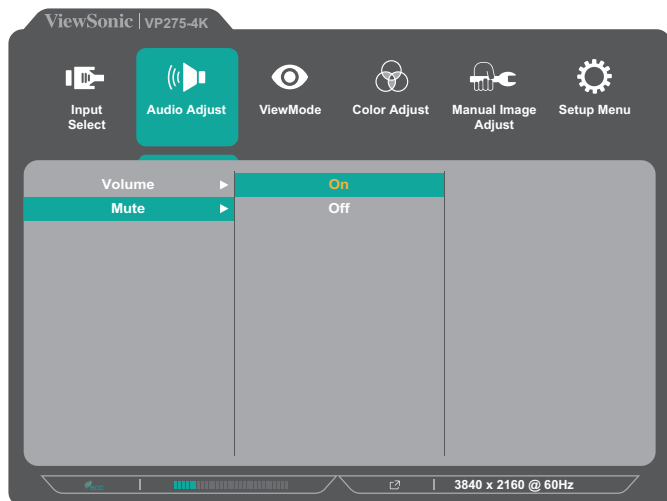 ViewSonic | VP275-4K
Input
Select
Audio Adjust
ViewMode
Color Adjust
Manual Image
Adjust
Setup Menu
Volume
On
Mute
Off
3840 x 2160 @ 60Hz